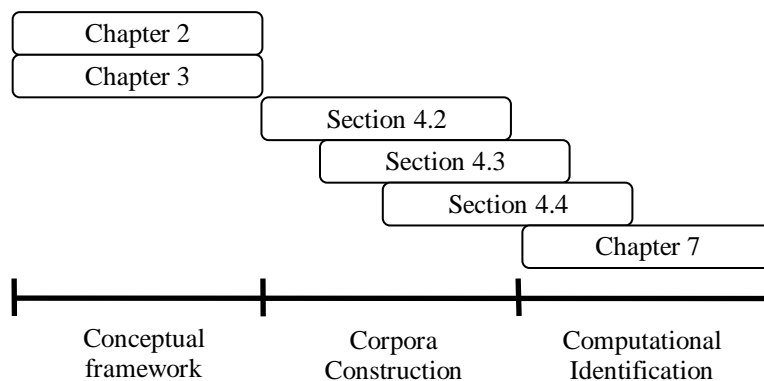 Chapter 2
Chapter 3
Section 4.2
Section 4.3
Section 4.4
Chapter 7
Conceptual
framework
Corpora
Construction
Computational
Identification